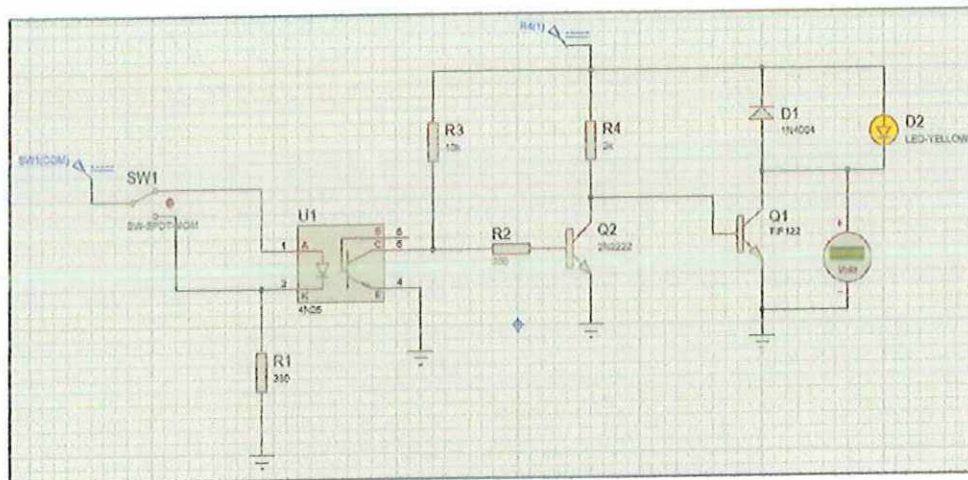 R4(1)
R3
10k
R4
2k
D1
1N4004
D2
LED-YELLOW
SW1(COM)
SW1
SW-SPDT-MOM
U1
1
A
B
6
C
5
2
K
E
4
4N25
R2
330
Q2
2N2222
Q1
TIP122
+
Volts
-
R1
330